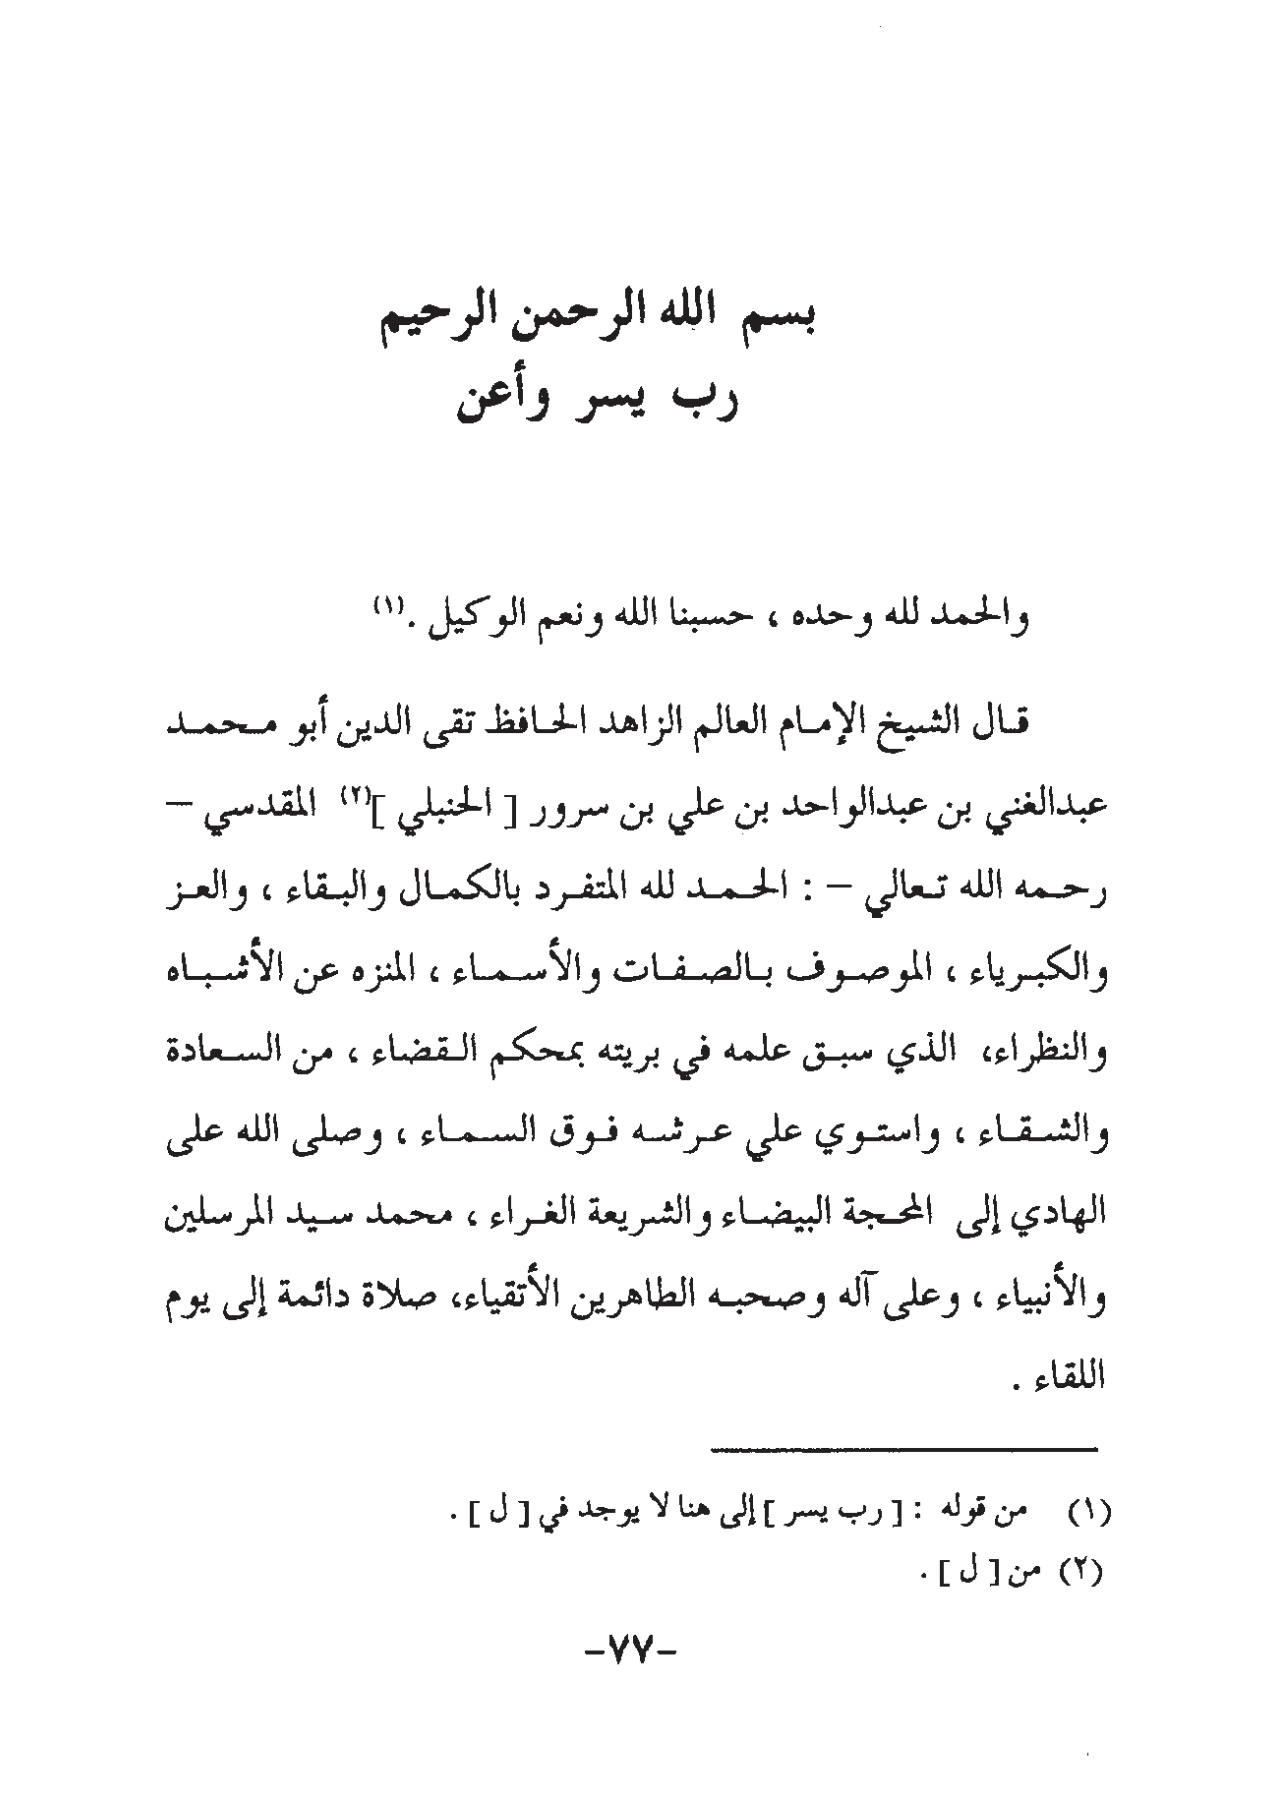 بسم الله الرحمن الرحيم
رب يسر وأعن
والحمد لله وحده ، حسبنا الله ونعم الوكيل .(١)
قال الشيخ الإمام العالم الزاهد الحافظ تقى الدين أبو محمد
عبدالغني بن عبدالواحد بن علي بن سرور [ الحنبلي ](٢) المقدسي –
رحمه الله تعالي – : الحمد لله المتفرد بالكمال والبقاء ، والعز
والكبرياء ، الموصوف بالصفات والأسماء ، المنزه عن الأشباه
والنظراء، الذي سبق علمه في بريته بمحكم القضاء ، من السعادة
والشقاء ، واستوي علي عرشه فوق السماء ، وصلى الله على
الهادي إلى المحجة البيضاء والشريعة الغراء ، محمد سيد المرسلين
والأنبياء ، وعلى آله وصحبه الطاهرين الأتقياء، صلاة دائمة إلى يوم
اللقاء .
(١) من قوله : [ رب يسر ] إلى هنا لا يوجد في [ ل ] .
(٢) من [ ل ] .
–٧٧–